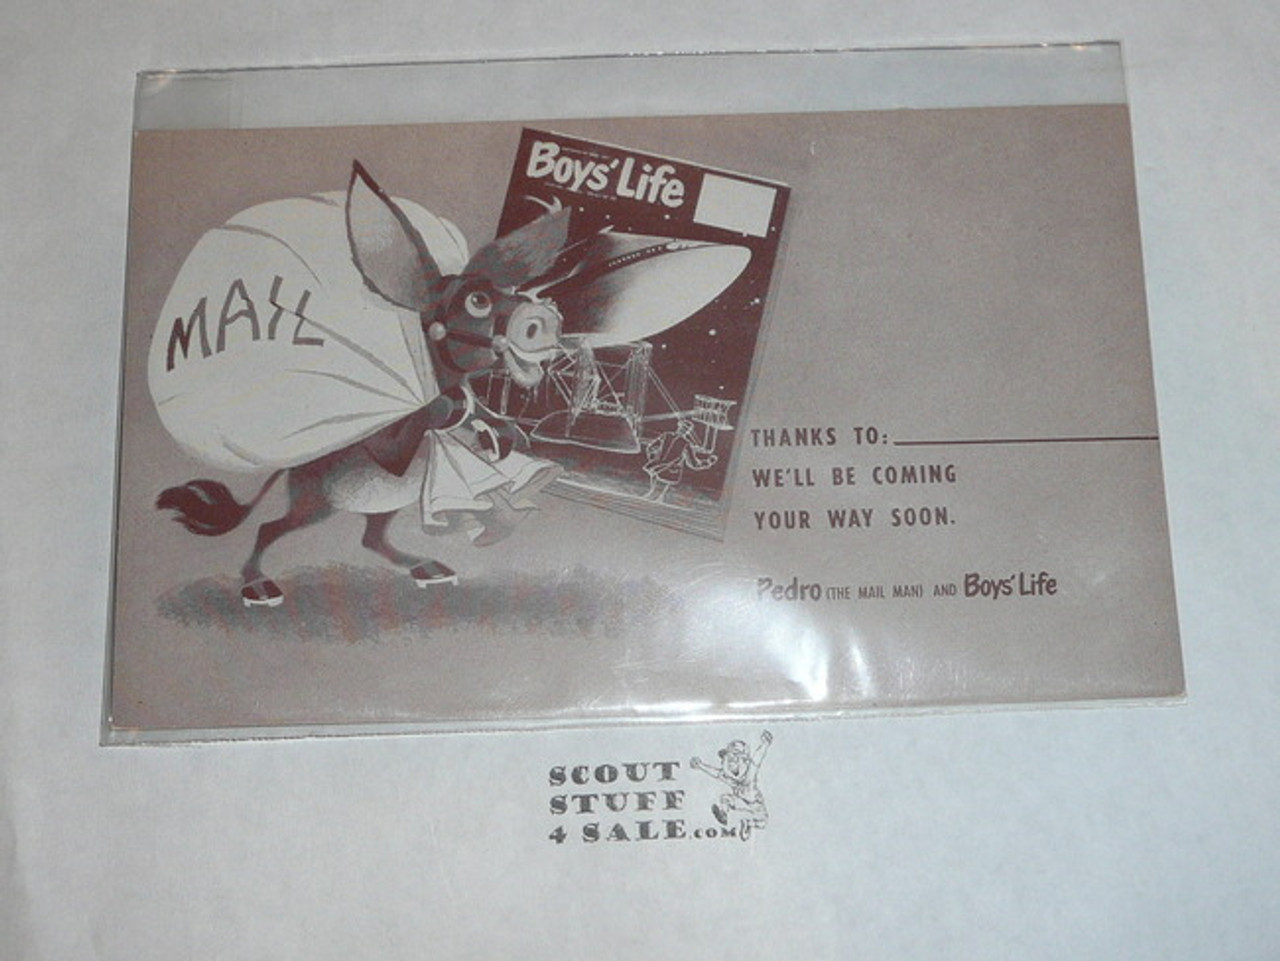 Boys' Life
MAIL
THANKS TO:
WE'LL BE COMING
YOUR WAY SOON.
Pedro (THE MAIL MAN) AND Boys' Life
SCOUT
STUFF
4 SALE.COM